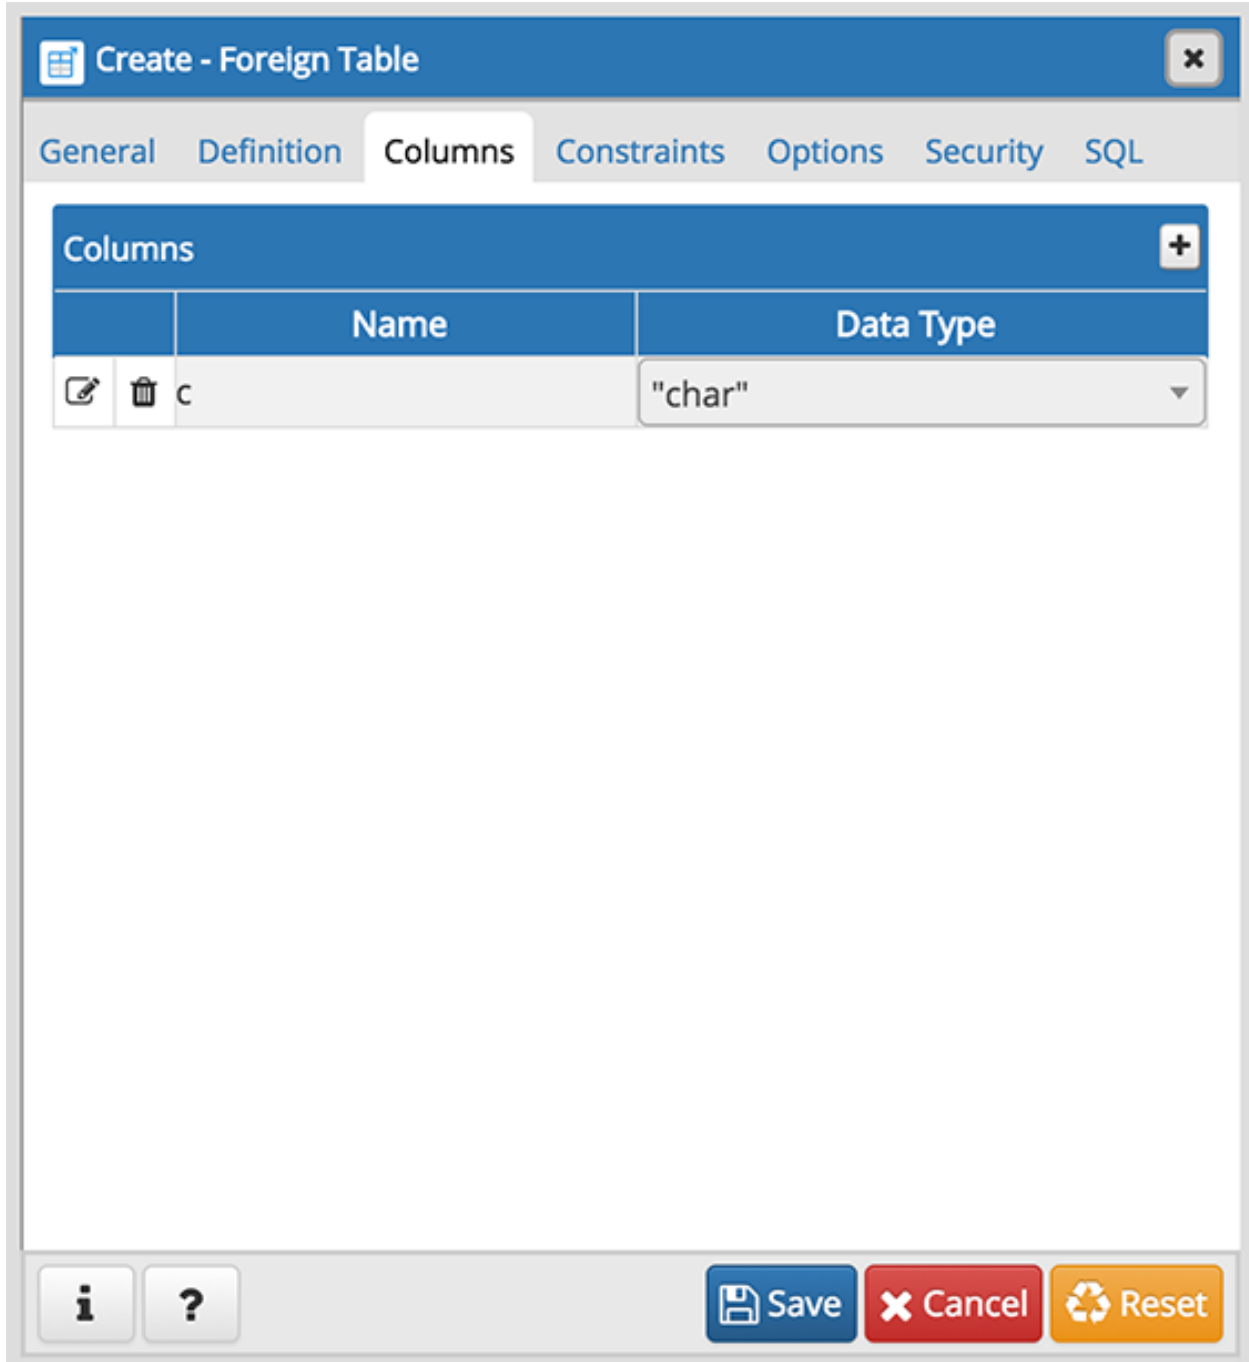 Create - Foreign Table
General Definition Columns Constraints Options Security SQL
Columns
Name Data Type
c "char"
i ? Save Cancel Reset